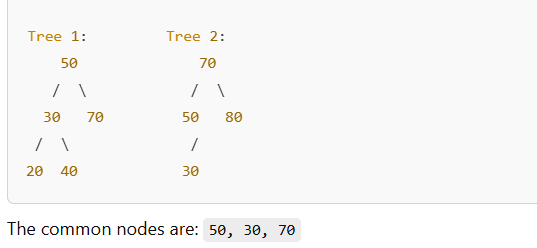 Tree 1:        Tree 2:
    50              70
   /  \            /  \
  30   70         50   80
 /  \             /
20  40           30
The common nodes are: 50, 30, 70